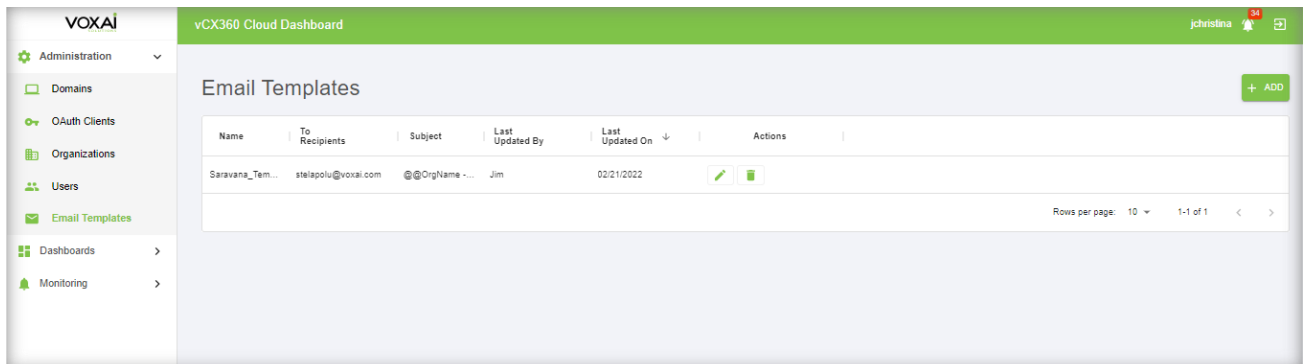 VOXAI
vCX360 Cloud Dashboard
jchristina
34
Administration
Domains
OAuth Clients
Organizations
Users
Email Templates
Dashboards
Monitoring
Email Templates
+ ADD
Name
To
Recipients
Subject
Last
Updated By
Last
Updated On
Actions
Saravana_Tem... stelapolu@voxai.com @@OrgName -... Jim 02/21/2022
Rows per page: 10 1-1 of 1